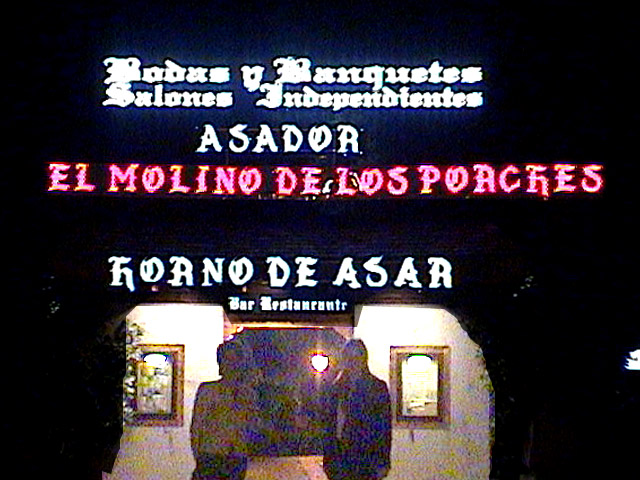 Bodas y Banquetes
Salones Independientes
ASADOR
EL MOLINO DE LOS PORCHES
HORNO DE ASAR
Bar Restaurante